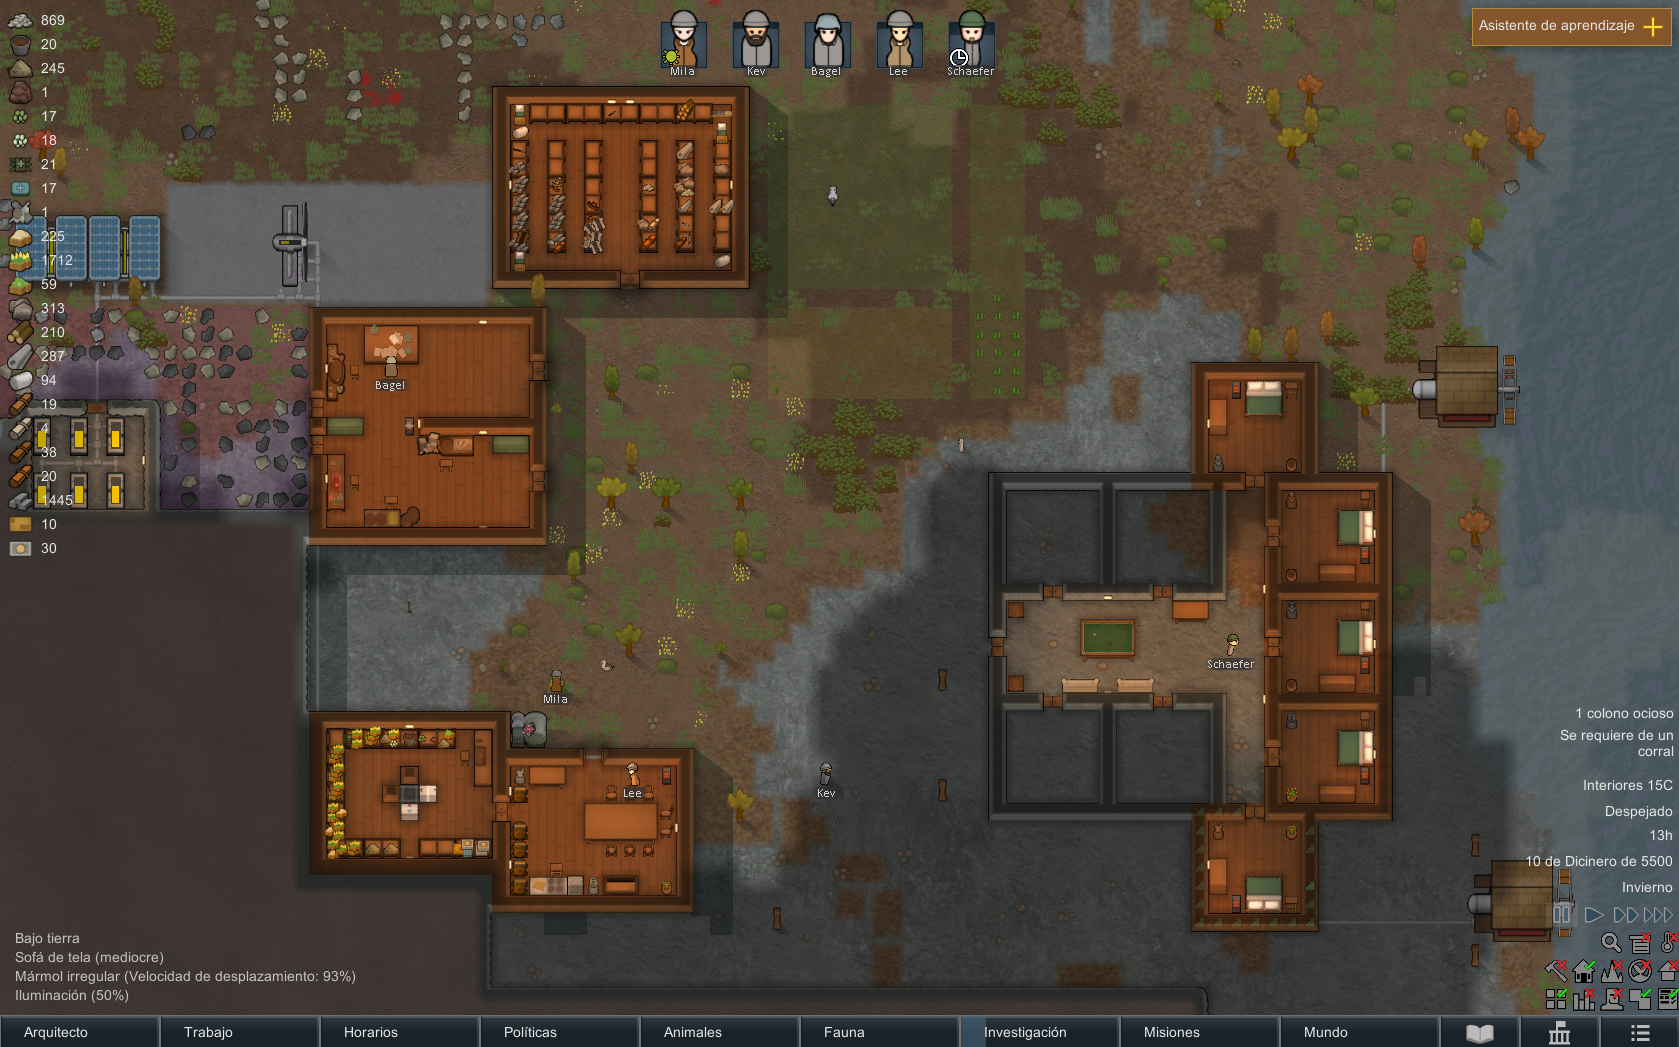 869
20
245
1
17
18
21
17
1
225
1712
59
313
210
287
94
19
4
38
20
1445
10
30
Mila
Kev
Bagel
Lee
Schaefer
Asistente de aprendizaje
Bagel
Schaefer
Mila
Lee
Kev
1 colono ocioso
Se requiere de un
corral
Interiores 15C
Despejado
13h
10 de Dicinero de 5500
Invierno
Bajo tierra
Sofá de tela (mediocre)
Mármol irregular (Velocidad de desplazamiento: 93%)
Iluminación (50%)
Arquitecto
Trabajo
Horarios
Políticas
Animales
Fauna
Investigación
Misiones
Mundo